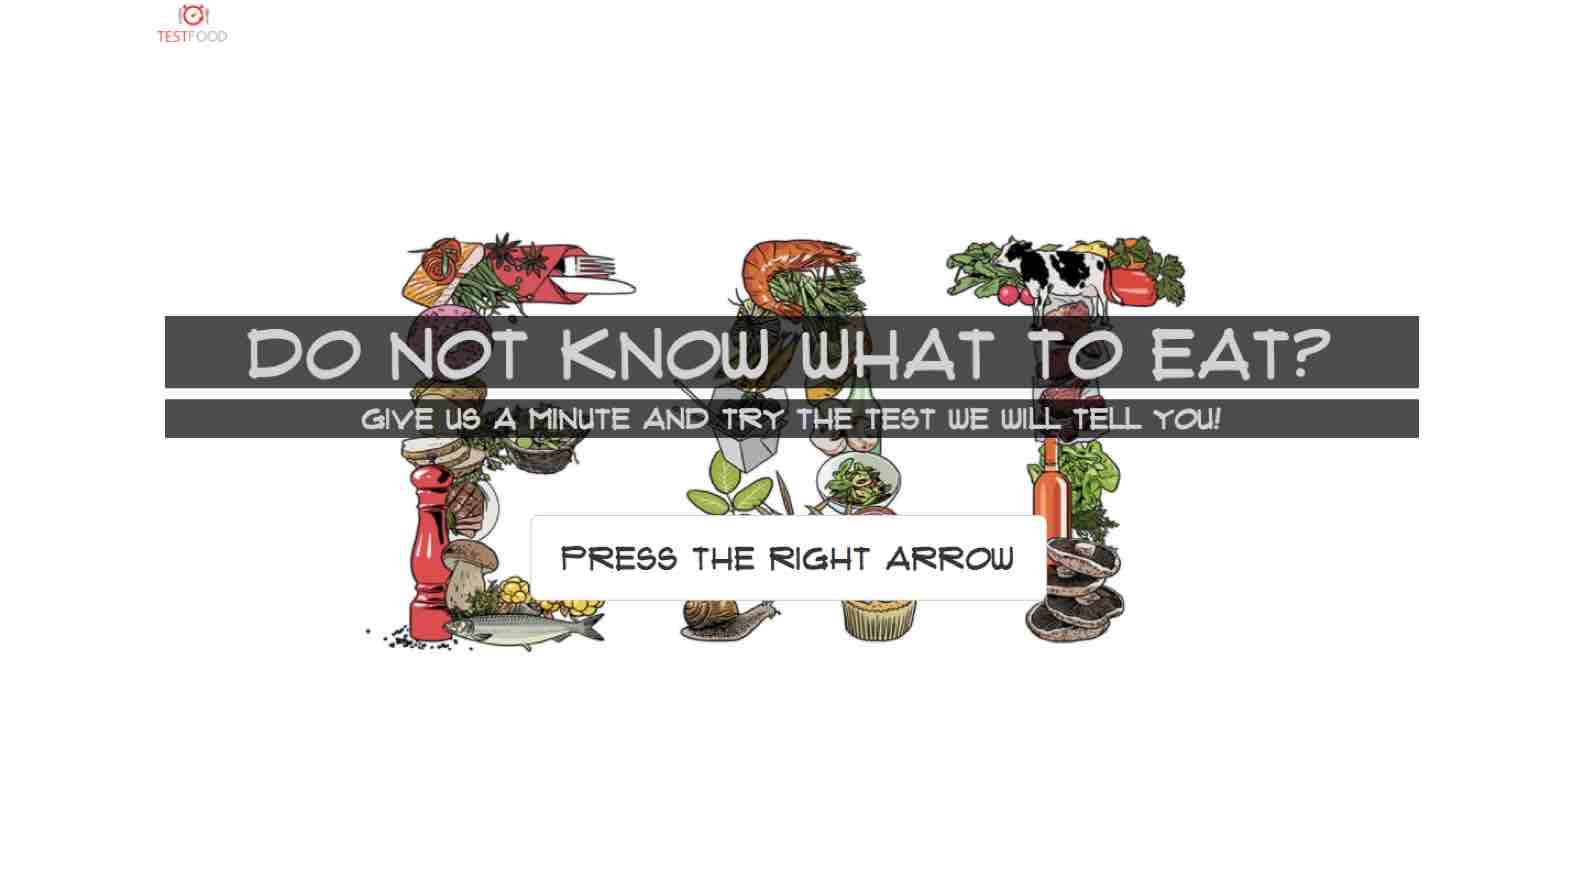 TESTFOOD
DO NOT KNOW WHAT TO EAT?
GIVE US A MINUTE AND TRY THE TEST WE WILL TELL YOU!
PRESS THE RIGHT ARROW